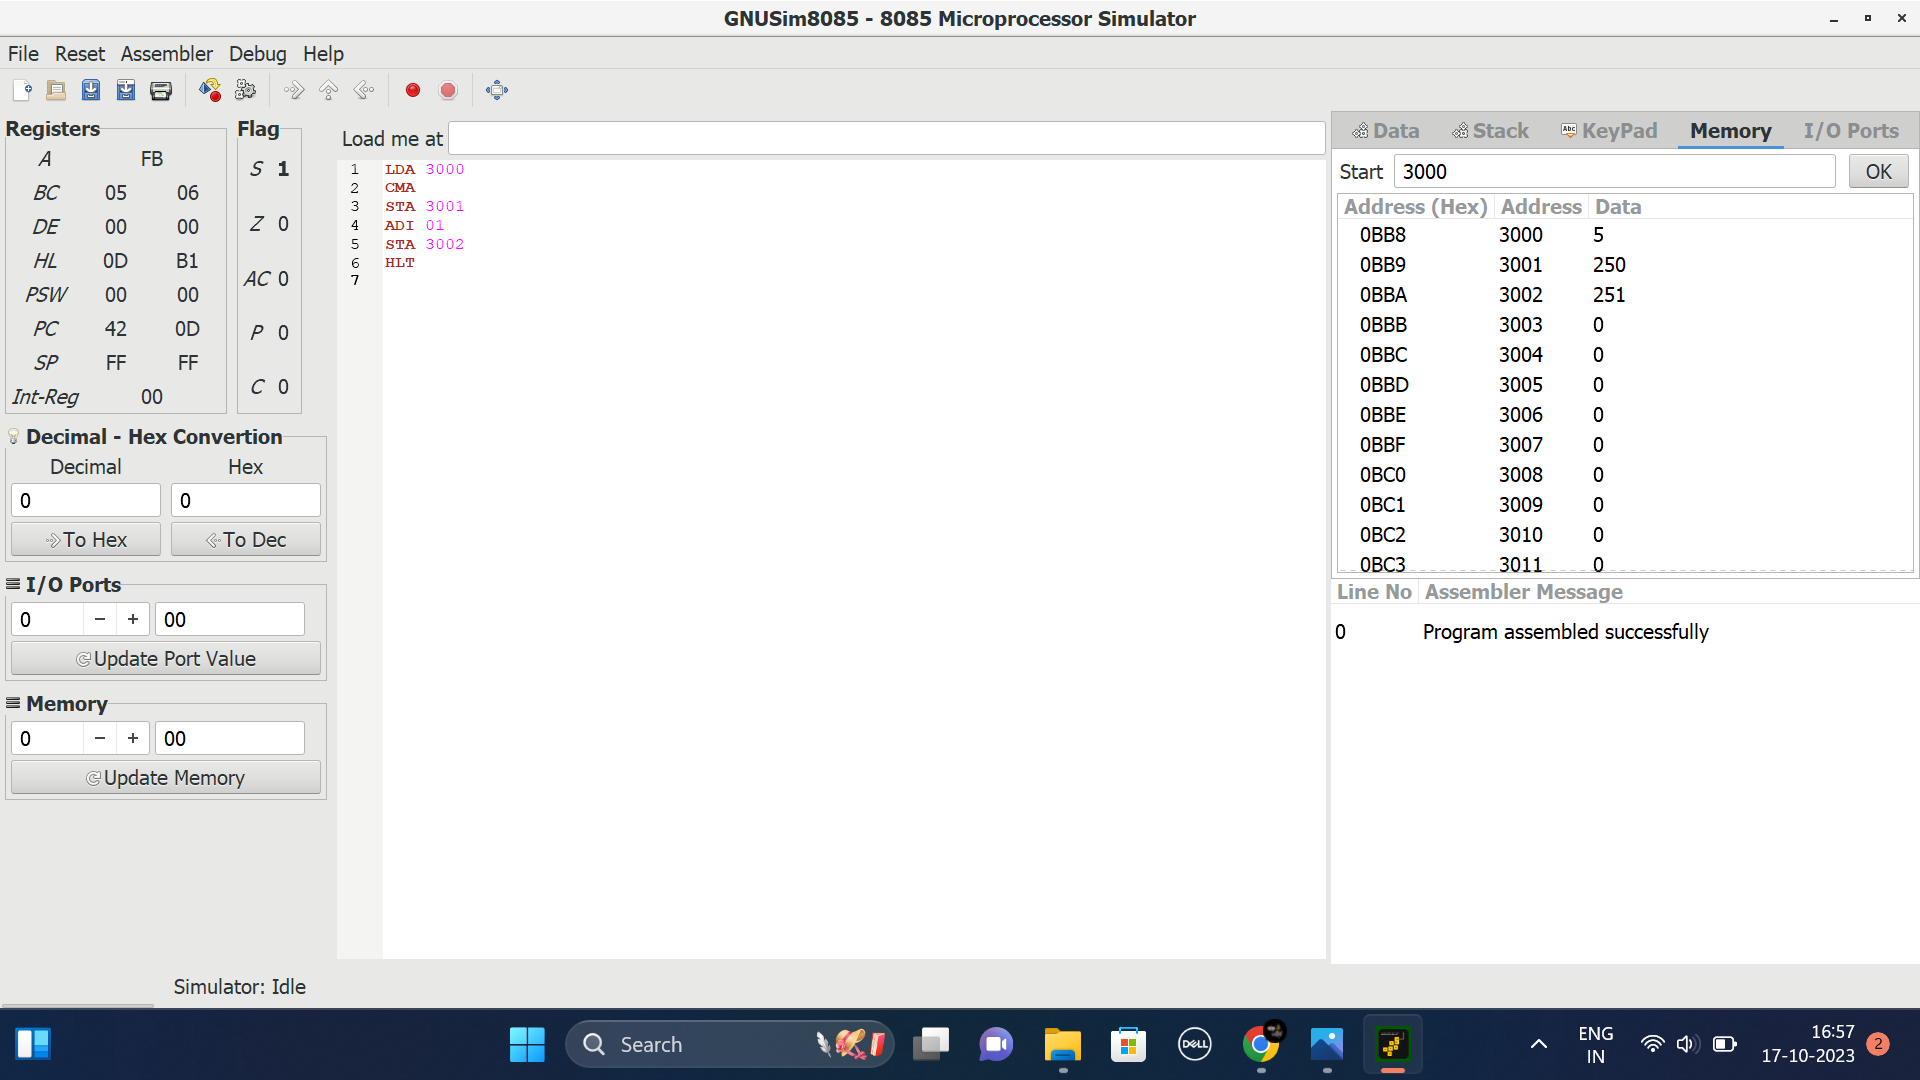 GNUSim8085 - 8085 Microprocessor Simulator
File Reset Assembler Debug Help
Registers
A FB
BC 05 06
DE 00 00
HL 0D B1
PSW 00 00
PC 42 0D
SP FF FF
Int-Reg 00
Flag
S 1
Z 0
AC 0
P 0
C 0
Decimal - Hex Convertion
Decimal Hex
0 0
To Hex To Dec
I/O Ports
0 − + 00
Update Port Value
Memory
0 − + 00
Update Memory
Load me at
1 LDA 3000
2 CMA
3 STA 3001
4 ADI 01
5 STA 3002
6 HLT
7
Data Stack Abc KeyPad Memory I/O Ports
Start 3000 OK
Address (Hex) Address Data
0BB8 3000 5
0BB9 3001 250
0BBA 3002 251
0BBB 3003 0
0BBC 3004 0
0BBD 3005 0
0BBE 3006 0
0BBF 3007 0
0BC0 3008 0
0BC1 3009 0
0BC2 3010 0
0BC3 3011 0
Line No Assembler Message
0 Program assembled successfully
Simulator: Idle
Search
DELL
ENG
IN
16:57
17-10-2023
2